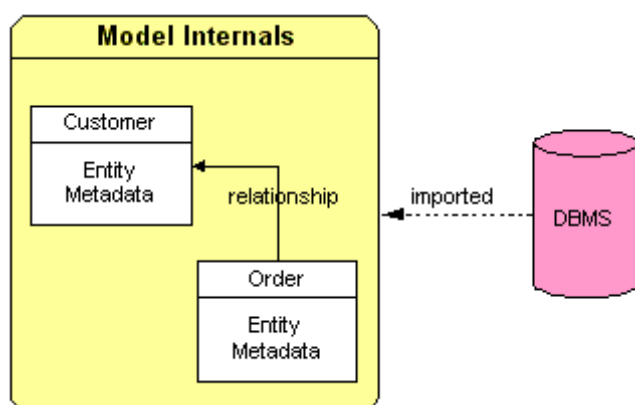 Model Internals
Customer
Entity
Metadata
relationship
imported
DBMS
Order
Entity
Metadata